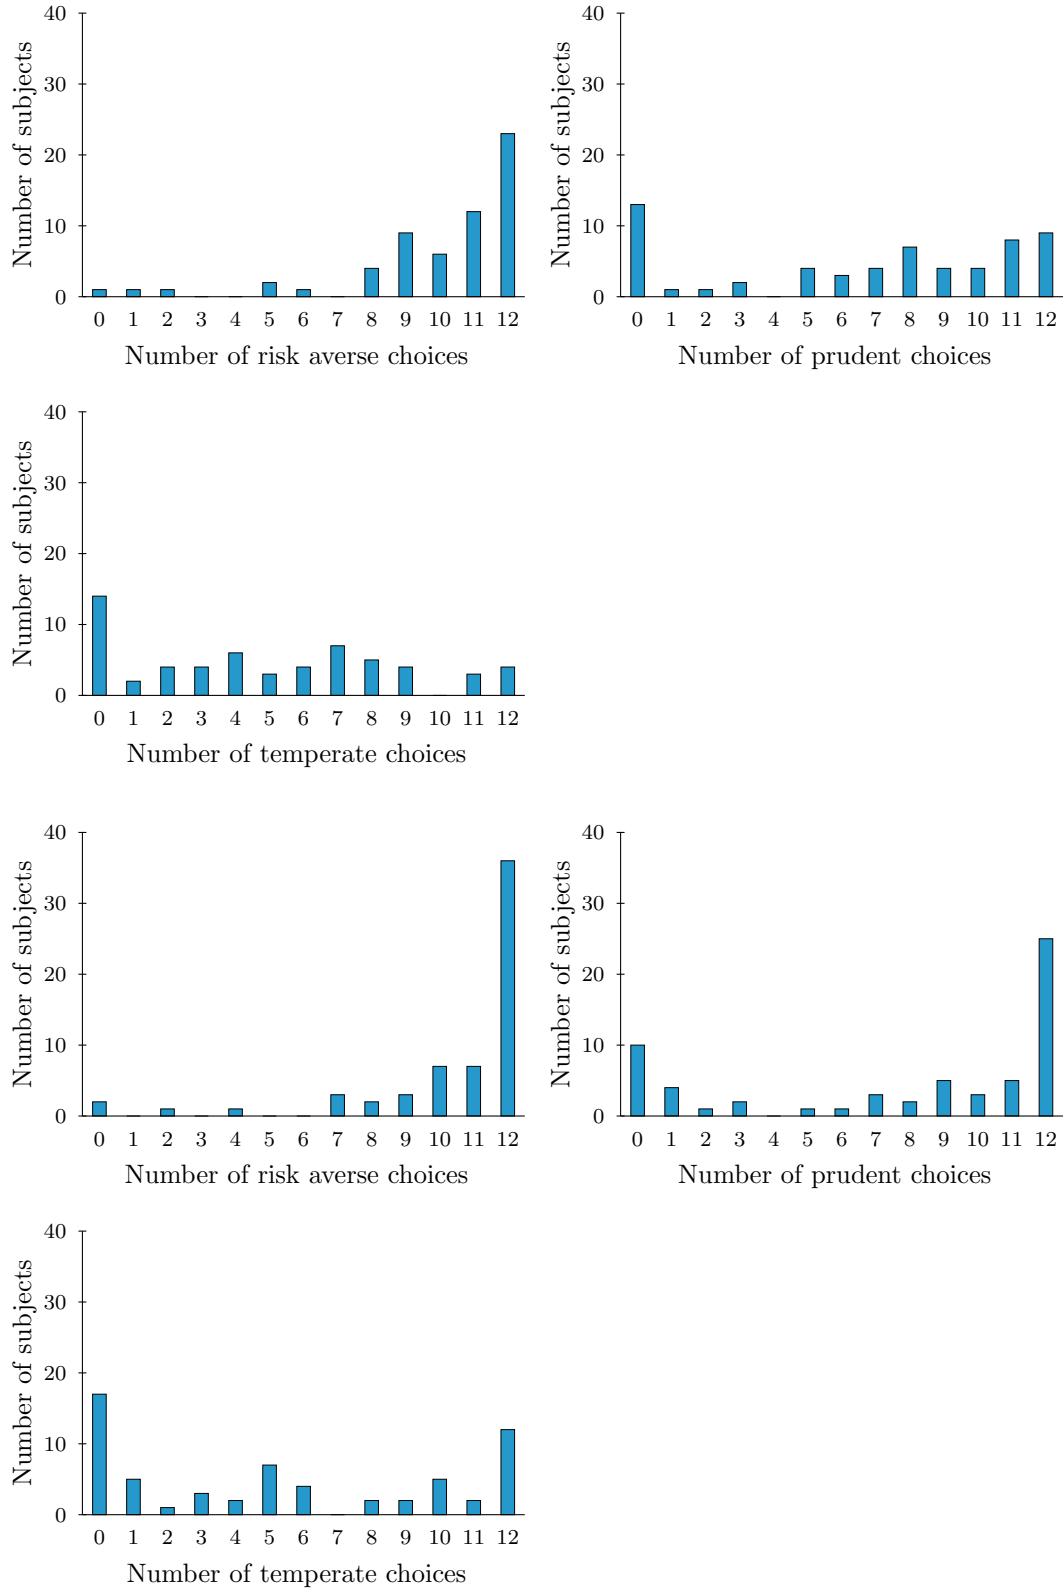 40
30
20
10
0
Number of subjects
0 1 2 3 4 5 6 7 8 9 10 11 12
Number of risk averse choices
40
30
20
10
0
Number of subjects
0 1 2 3 4 5 6 7 8 9 10 11 12
Number of prudent choices
40
30
20
10
0
Number of subjects
0 1 2 3 4 5 6 7 8 9 10 11 12
Number of temperate choices
40
30
20
10
0
Number of subjects
0 1 2 3 4 5 6 7 8 9 10 11 12
Number of risk averse choices
40
30
20
10
0
Number of subjects
0 1 2 3 4 5 6 7 8 9 10 11 12
Number of prudent choices
40
30
20
10
0
Number of subjects
0 1 2 3 4 5 6 7 8 9 10 11 12
Number of temperate choices